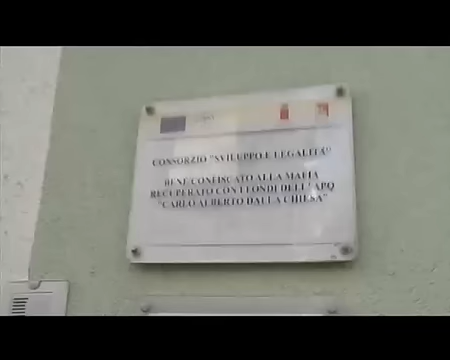 CONSORZIO "SVILUPPO E LEGALITÀ"
BENE CONFISCATO ALLA MAFIA
RECUPERATO CON I FONDI DELL'APQ
"CARLO ALBERTO DALLA CHIESA"